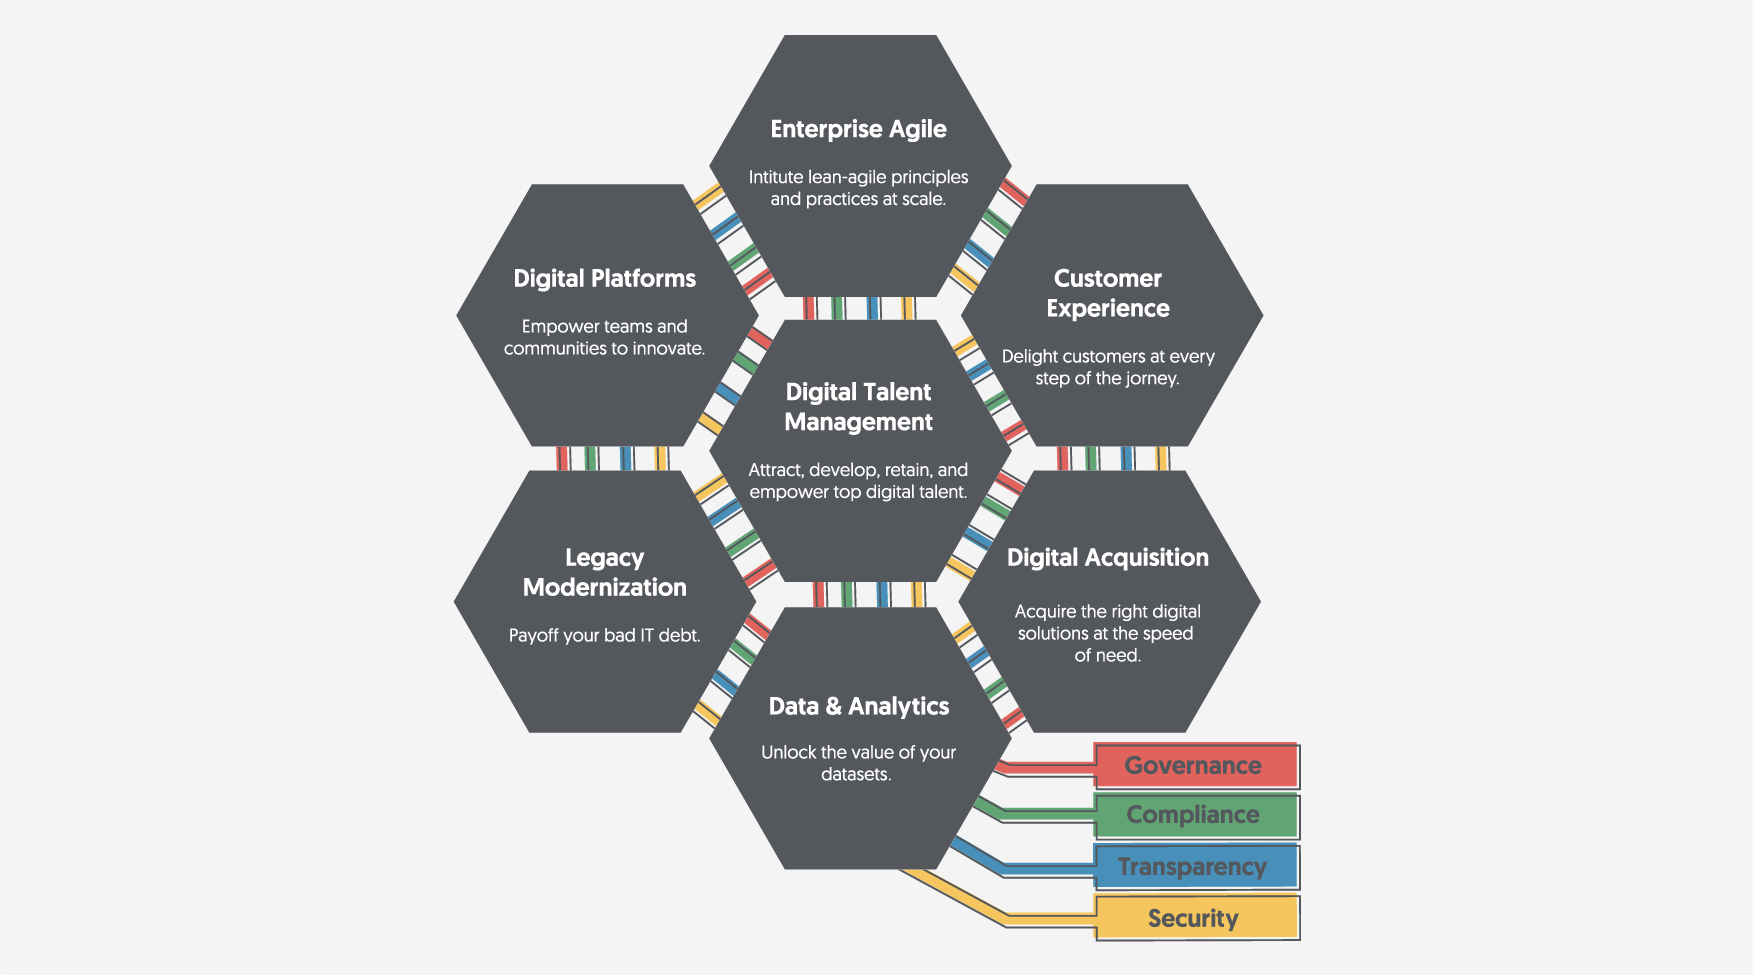 Enterprise Agile
Intitute lean-agile principles
and practices at scale.
Digital Platforms
Empower teams and
communities to innovate.
Customer
Experience
Delight customers at every
step of the jorney.
Digital Talent
Management
Attract, develop, retain, and
empower top digital talent.
Legacy
Modernization
Payoff your bad IT debt.
Digital Acquisition
Acquire the right digital
solutions at the speed
of need.
Data & Analytics
Unlock the value of your
datasets.
Governance
Compliance
Transparency
Security